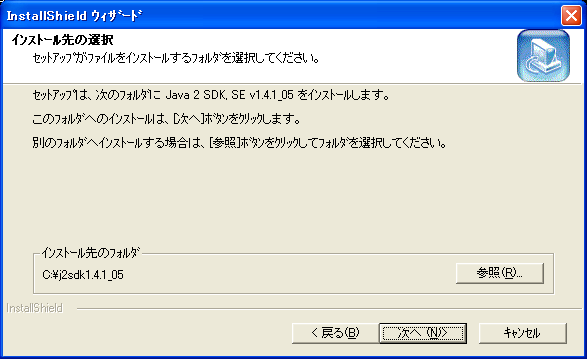 InstallShield ウィザード
インストール先の選択
セットアップがファイルをインストールするフォルダを選択してください。
セットアップは、次のフォルダに Java 2 SDK, SE v1.4.1_05 をインストールします。
このフォルダへのインストールは、[次へ]ボタンをクリックします。
別のフォルダへインストールする場合は、[参照]ボタンをクリックしてフォルダを選択してください。
インストール先のフォルダ
C:¥j2sdk1.4.1_05
参照(R)...
InstallShield
< 戻る(B)
次へ (N)>
キャンセル